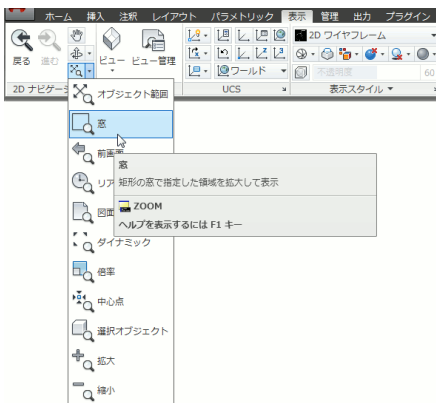 ホーム 挿入 注釈 レイアウト パラメトリック 表示 管理 出力 プラグイン
戻る 進む ビュー ビュー管理
ワールド
2D ワイヤフレーム
不透明度 60
2D ナビゲーシ UCS 表示スタイル
オブジェクト範囲
窓
前画面
リア
図面
ダイナミック
倍率
中心点
選択オブジェクト
拡大
縮小
窓
矩形の窓で指定した領域を拡大して表示
ZOOM
ヘルプを表示するには F1 キー